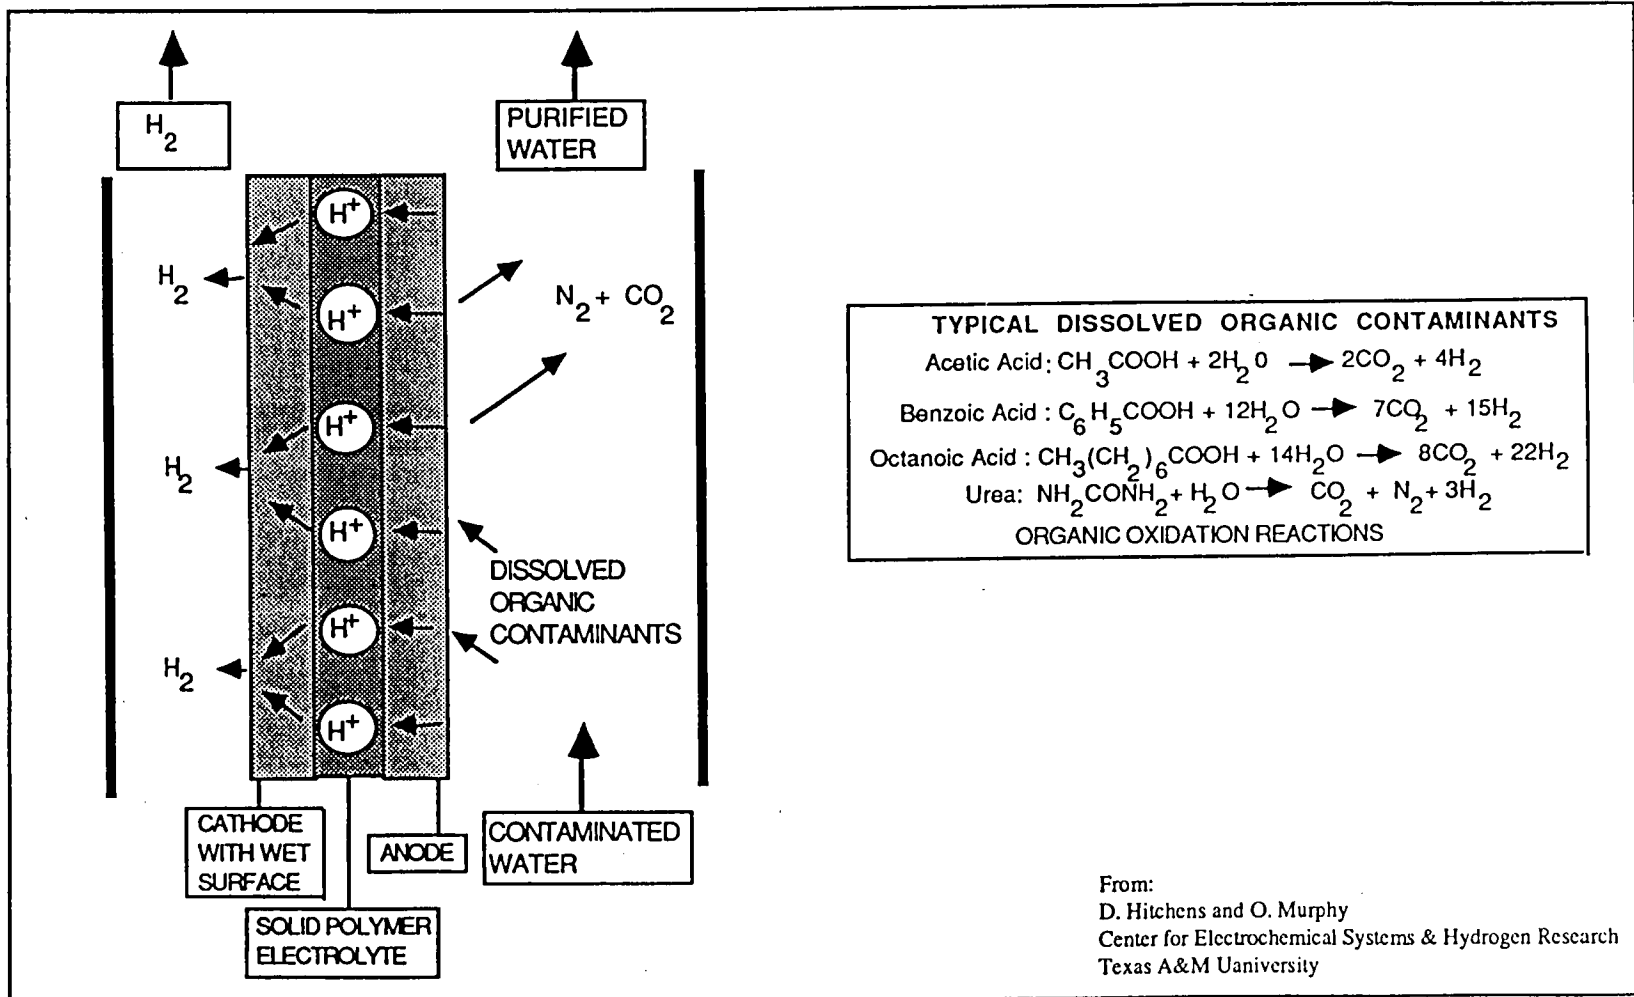 H2
PURIFIED
WATER
H+
H2
H+
N2 + CO2
H+
H2
H+
DISSOLVED
ORGANIC
CONTAMINANTS
H+
H2
H+
CATHODE
WITH WET
SURFACE
ANODE
CONTAMINATED
WATER
SOLID POLYMER
ELECTROLYTE
TYPICAL DISSOLVED ORGANIC CONTAMINANTS
Acetic Acid: CH3COOH + 2H2O → 2CO2 + 4H2
Benzoic Acid : C6H5COOH + 12H2O → 7CO2 + 15H2
Octanoic Acid : CH3(CH2)6COOH + 14H2O → 8CO2 + 22H2
Urea: NH2CONH2 + H2O → CO2 + N2 + 3H2
ORGANIC OXIDATION REACTIONS
From:
D. Hitchens and O. Murphy
Center for Electrochemical Systems & Hydrogen Research
Texas A&M Uaniversity